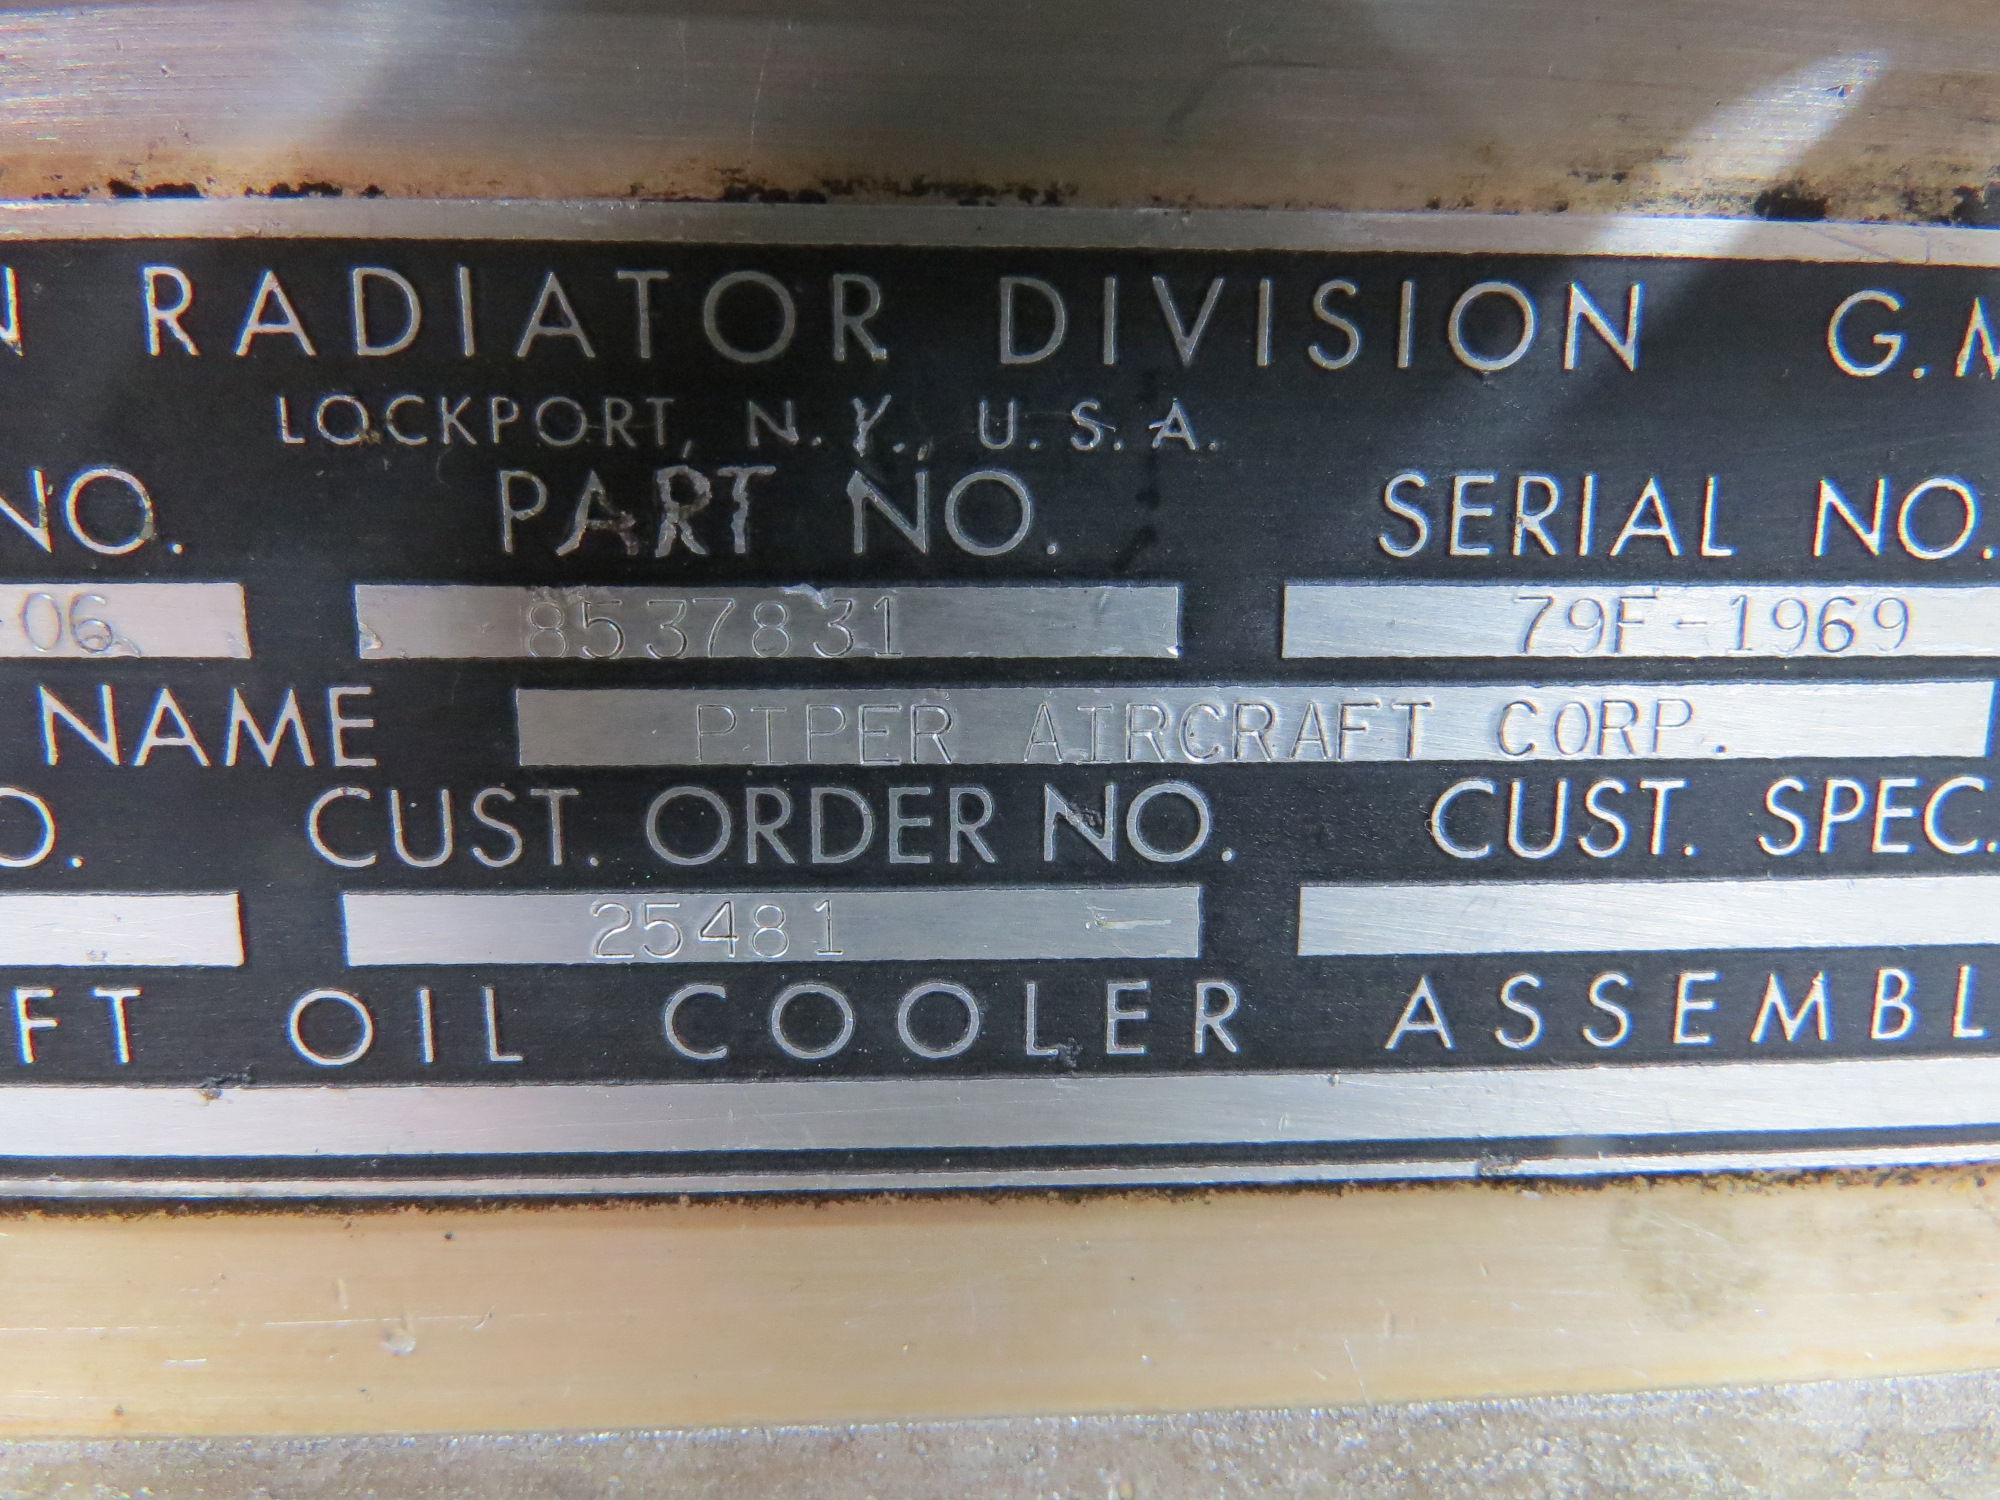 N RADIATOR DIVISION G.M
LOCKPORT, N.Y., U.S.A.
NO. PART NO. SERIAL NO.
-06 8537831 79F-1969
NAME PIPER AIRCRAFT CORP.
O. CUST. ORDER NO. CUST. SPEC.
25481
FT OIL COOLER ASSEMBL